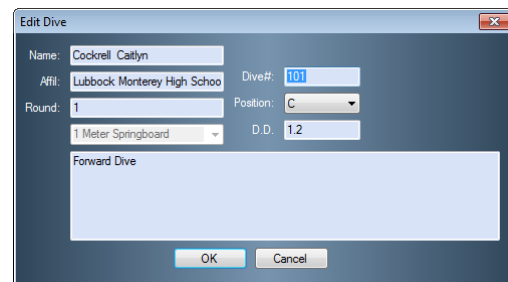 Edit Dive
Name: Cockrell Caitlyn
Affil: Lubbock Monterey High Schoo Dive#: 101
Round: 1 Position: C
1 Meter Springboard D.D. 1.2
Forward Dive
OK Cancel